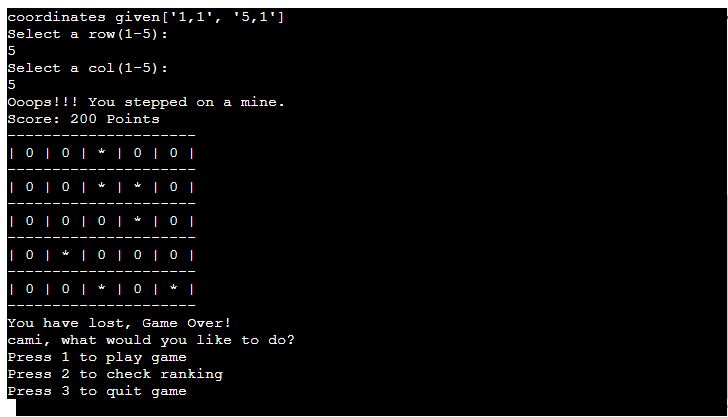 coordinates given['1,1', '5,1']
Select a row(1-5):
5
Select a col(1-5):
5
Ooops!!! You stepped on a mine.
Score: 200 Points
---------------------
| 0 | 0 | * | 0 | 0 |
---------------------
| 0 | 0 | * | * | 0 |
---------------------
| 0 | 0 | 0 | * | 0 |
---------------------
| 0 | * | 0 | 0 | 0 |
---------------------
| 0 | 0 | * | 0 | * |
---------------------
You have lost, Game Over!
cami, what would you like to do?
Press 1 to play game
Press 2 to check ranking
Press 3 to quit game